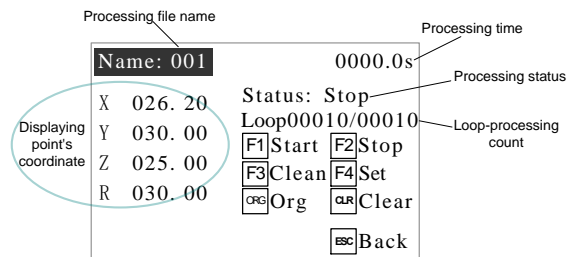 Processing file name
Processing time
Name: 001
0000.0s
Processing status
X 026.20
Status: Stop
Displaying point's coordinate
Y 030.00
Loop00010/00010
Loop-processing count
F1 Start F2 Stop
Z 025.00
F3 Clean F4 Set
R 030.00
ORG Org CLR Clear
ESC Back